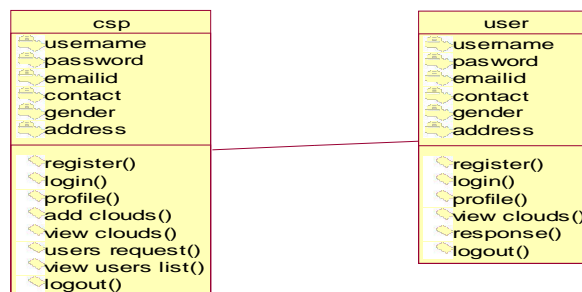 csp
username
password
emailid
contact
gender
address
register()
login()
profile()
add clouds()
view clouds()
users request()
view users list()
logout()
user
username
pasword
emailid
contact
gender
address
register()
login()
profile()
view clouds()
response()
logout()